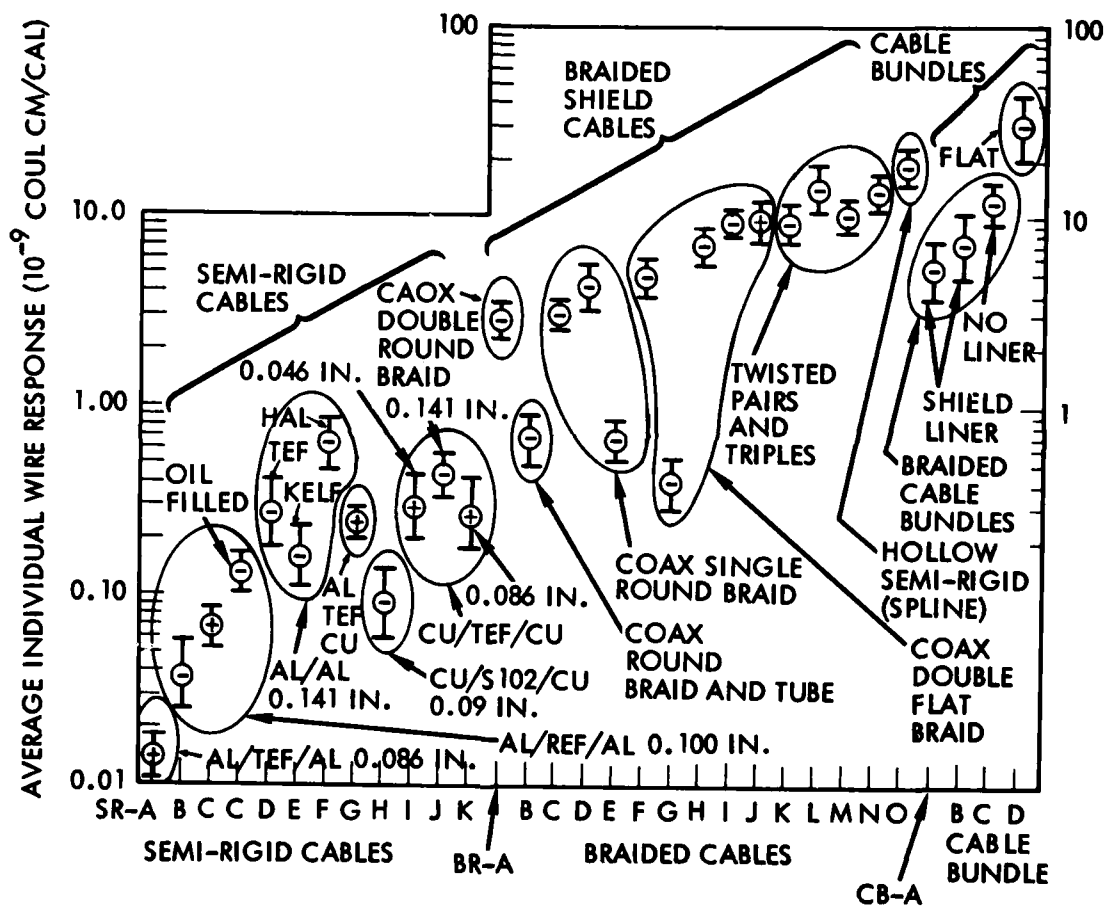 AVERAGE INDIVIDUAL WIRE RESPONSE (10⁻⁹ COUL CM/CAL)
100
10.0
1.00
0.10
0.01
100
10
1
BRAIDED
SHIELD
CABLES
CABLE
BUNDLES
FLAT
SEMI-RIGID
CABLES
CAOX
DOUBLE
ROUND
BRAID
0.046 IN.
0.141 IN.
HAL
TEF
KELF
OIL
FILLED
AL
TEF
CU
AL/AL
0.141 IN.
0.086 IN.
CU/TEF/CU
CU/S102/CU
0.09 IN.
AL/REF/AL 0.100 IN.
AL/TEF/AL 0.086 IN.
COAX SINGLE
ROUND BRAID
COAX
ROUND
BRAID AND TUBE
TWISTED
PAIRS
AND
TRIPLES
NO
LINER
SHIELD
LINER
BRAIDED
CABLE
BUNDLES
HOLLOW
SEMI-RIGID
(SPLINE)
COAX
DOUBLE
FLAT
BRAID
SR-A B C C D E F G H I J K B C D E F G H I J K L M N O B C D
SEMI-RIGID CABLES
BR-A
BRAIDED CABLES
CB-A
CABLE
BUNDLE